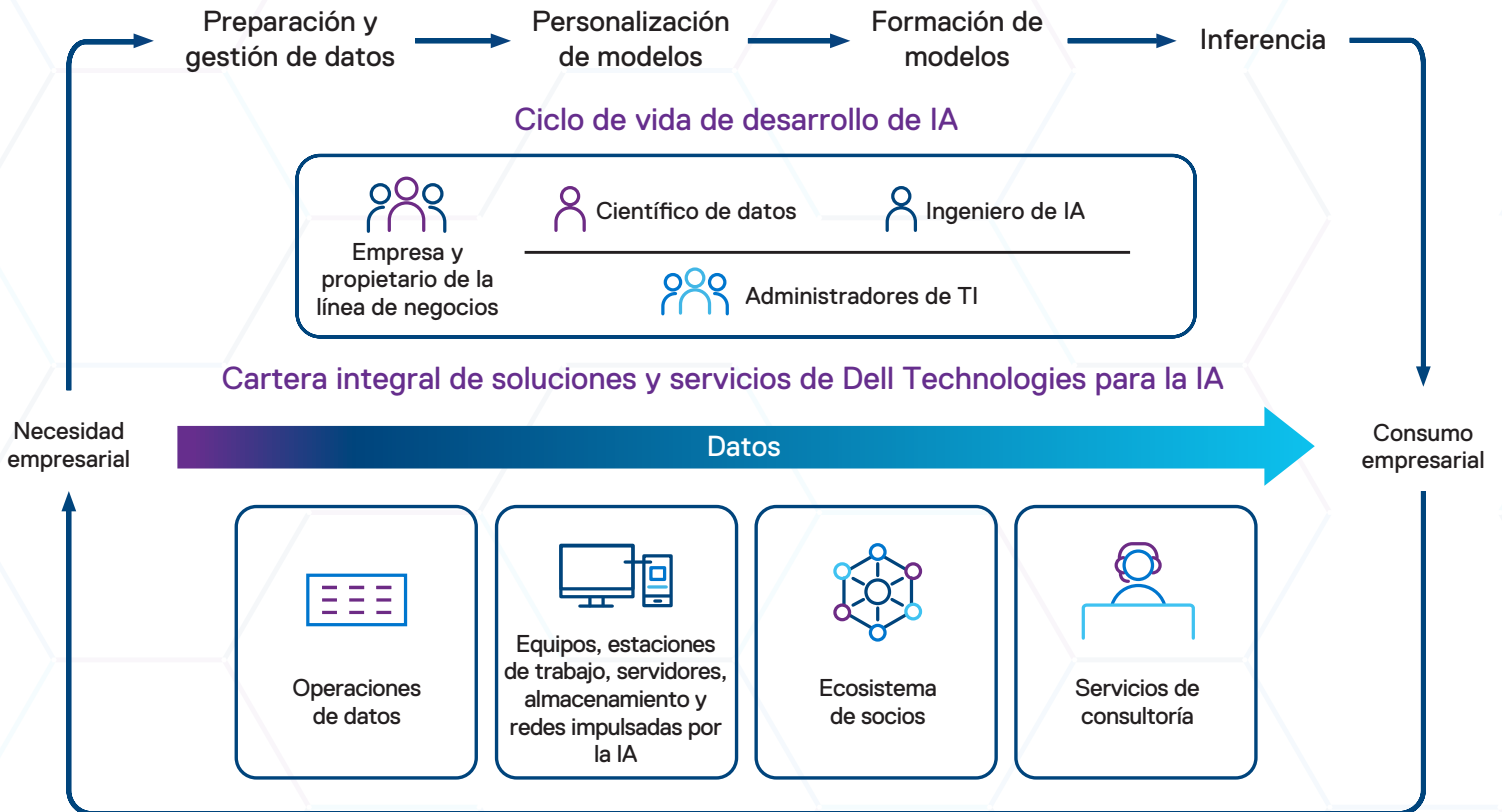 Preparación y
gestión de datos
Personalización
de modelos
Formación de
modelos
Inferencia
Ciclo de vida de desarrollo de IA
Empresa y
propietario de la
línea de negocios
Científico de datos
Ingeniero de IA
Administradores de TI
Cartera integral de soluciones y servicios de Dell Technologies para la IA
Necesidad
empresarial
Datos
Consumo
empresarial
Operaciones
de datos
Equipos, estaciones
de trabajo, servidores,
almacenamiento y
redes impulsadas por
la IA
Ecosistema
de socios
Servicios de
consultoría